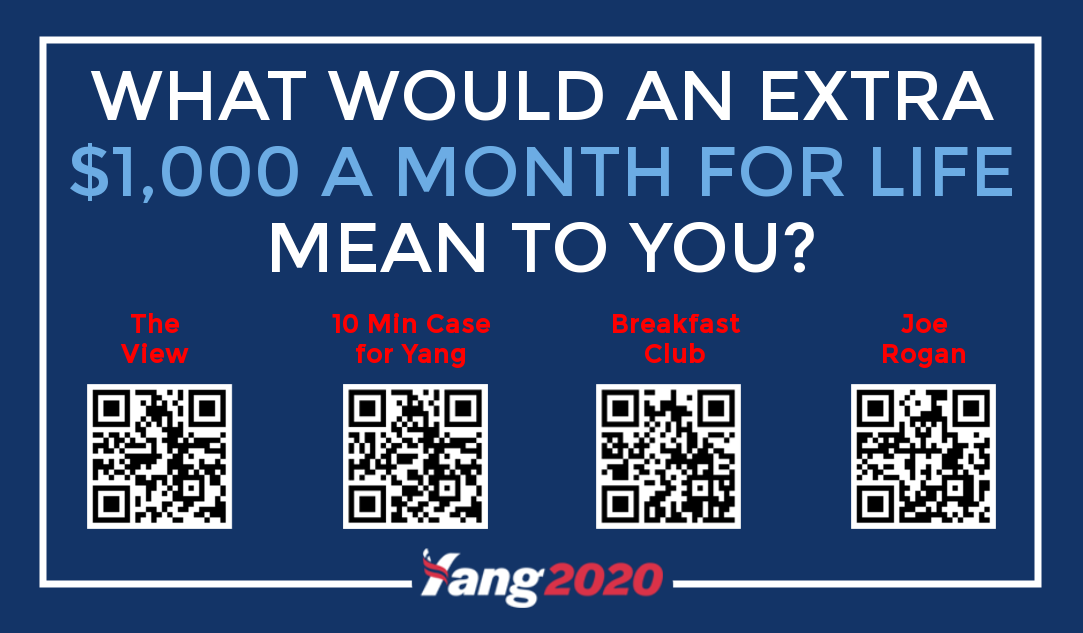 WHAT WOULD AN EXTRA
$1,000 A MONTH FOR LIFE
MEAN TO YOU?
The
View
10 Min Case
for Yang
Breakfast
Club
Joe
Rogan
Yang2020